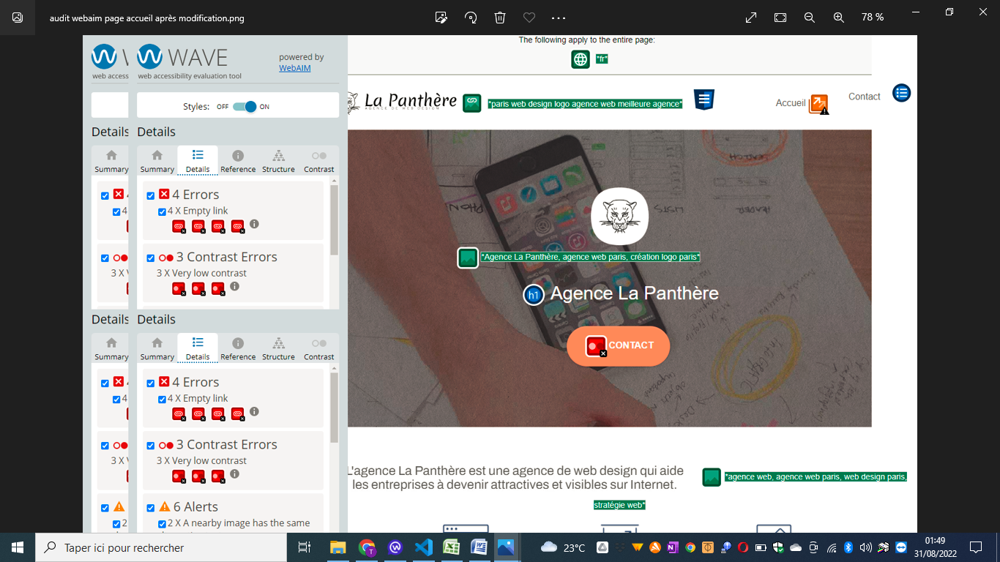 audit webaim page accueil après modification.png
78 %
The following apply to the entire page:
*fr*
WAVE
web access
web accessibility evaluation tool
powered by
WebAIM
La Panthère
AGENCE DE WEB DESIGN
*paris web design logo agence web meilleure agence*
Accueil
Contact
Styles: OFF ON
Details
Details
Summary
Summary
Details
Reference
Structure
Contrast
4 Errors
4
4 X Empty link
3 Contrast Errors
3 X
3 X Very low contrast
*Agence La Panthère, agence web paris, création logo paris*
h1 Agence La Panthère
CONTACT
Details
Details
Summary
Summary
Details
Reference
Structure
Contrast
4 Errors
4
4 X Empty link
3 Contrast Errors
3 X
3 X Very low contrast
6 Alerts
2
2 X A nearby image has the same
L'agence La Panthère est une agence de web design qui aide
les entreprises à devenir attractives et visibles sur Internet.
*agence web, agence web paris, web design paris,
stratégie web*
Taper ici pour rechercher
23°C
01:49
31/08/2022